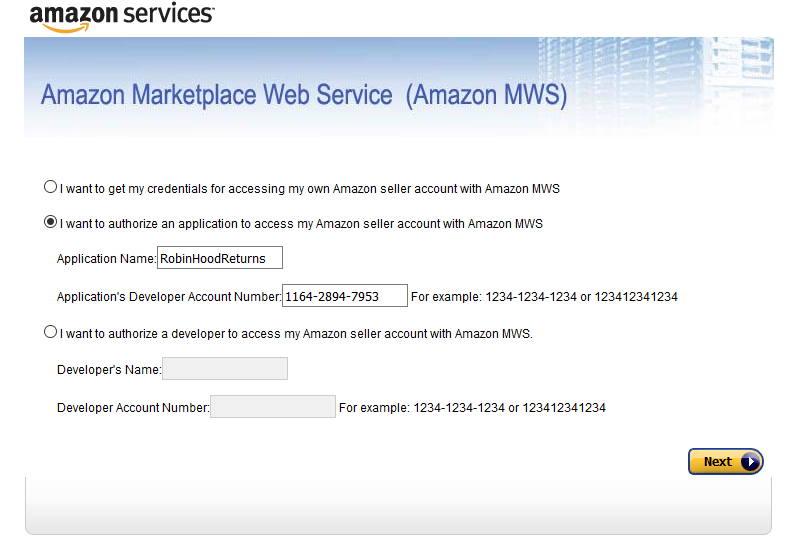 amazon services
Amazon Marketplace Web Service (Amazon MWS)
I want to get my credentials for accessing my own Amazon seller account with Amazon MWS
I want to authorize an application to access my Amazon seller account with Amazon MWS
Application Name: RobinHoodReturns
Application's Developer Account Number: 1164-2894-7953 For example: 1234-1234-1234 or 123412341234
I want to authorize a developer to access my Amazon seller account with Amazon MWS.
Developer's Name:
Developer Account Number: For example: 1234-1234-1234 or 123412341234
Next